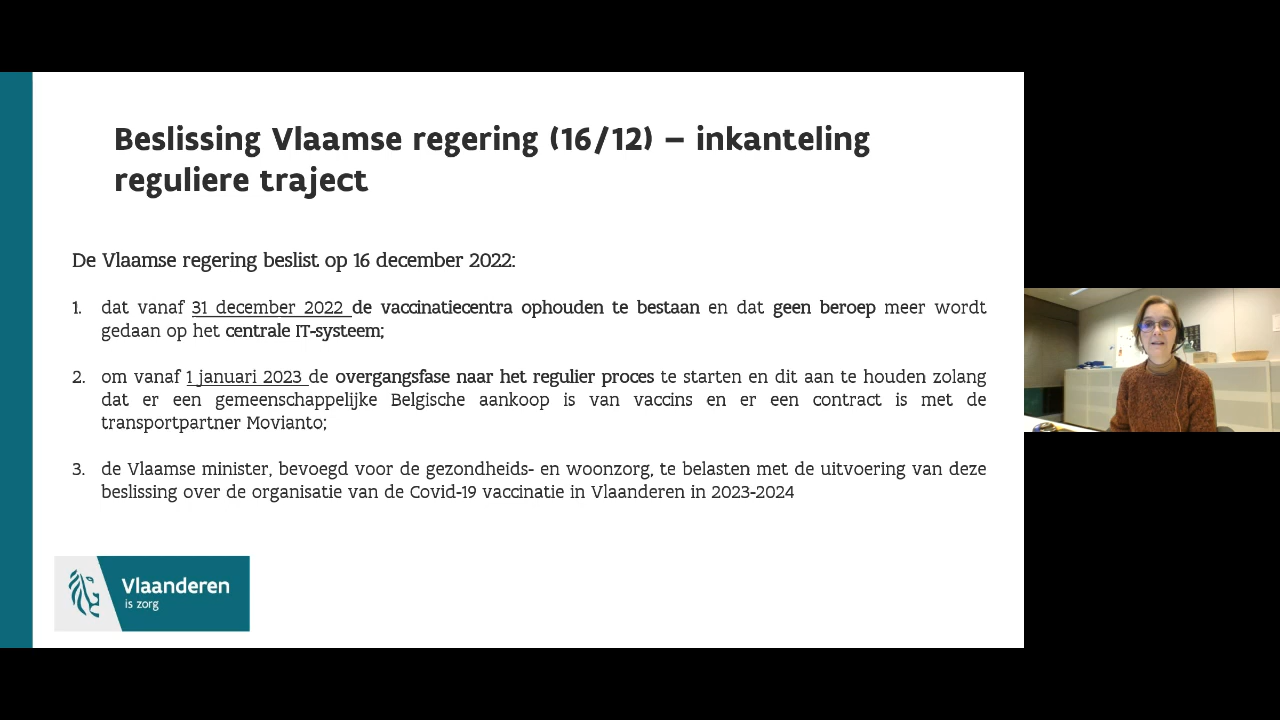 Beslissing Vlaamse regering (16/12) – inkanteling
reguliere traject
De Vlaamse regering beslist op 16 december 2022:
1. dat vanaf 31 december 2022 de vaccinatiecentra ophouden te bestaan en dat geen beroep meer wordt
gedaan op het centrale IT-systeem;
2. om vanaf 1 januari 2023 de overgangsfase naar het regulier proces te starten en dit aan te houden zolang
dat er een gemeenschappelijke Belgische aankoop is van vaccins en er een contract is met de
transportpartner Movianto;
3. de Vlaamse minister, bevoegd voor de gezondheids- en woonzorg, te belasten met de uitvoering van deze
beslissing over de organisatie van de Covid-19 vaccinatie in Vlaanderen in 2023-2024
Vlaanderen
is zorg